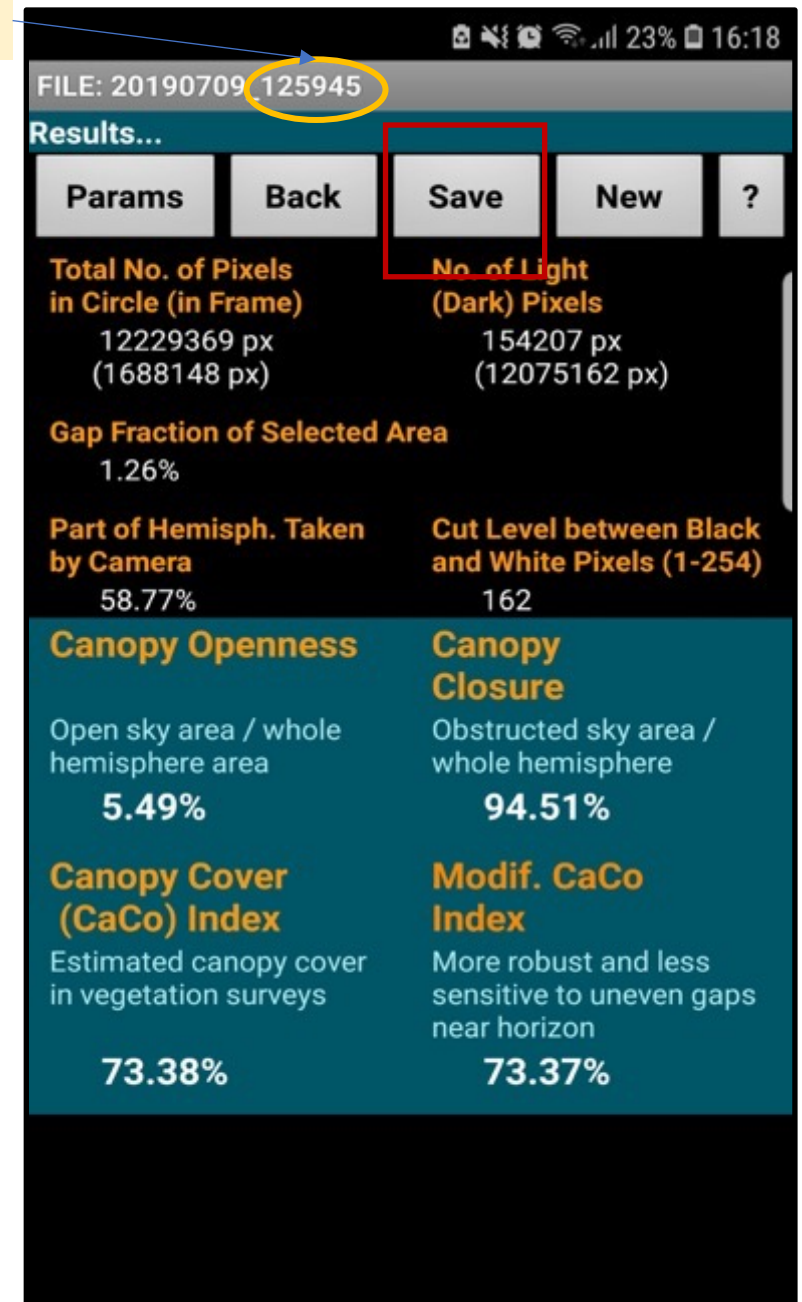 23% 16:18
FILE: 20190709_125945
Results...
Params Back Save New ?
Total No. of Pixels
in Circle (in Frame)
12229369 px
(1688148 px)
No. of Light
(Dark) Pixels
154207 px
(12075162 px)
Gap Fraction of Selected Area
1.26%
Part of Hemisph. Taken
by Camera
58.77%
Cut Level between Black
and White Pixels (1-254)
162
Canopy Openness
Open sky area / whole
hemisphere area
5.49%
Canopy
Closure
Obstructed sky area /
whole hemisphere
94.51%
Canopy Cover
(CaCo) Index
Estimated canopy cover
in vegetation surveys
73.38%
Modif. CaCo
Index
More robust and less
sensitive to uneven gaps
near horizon
73.37%